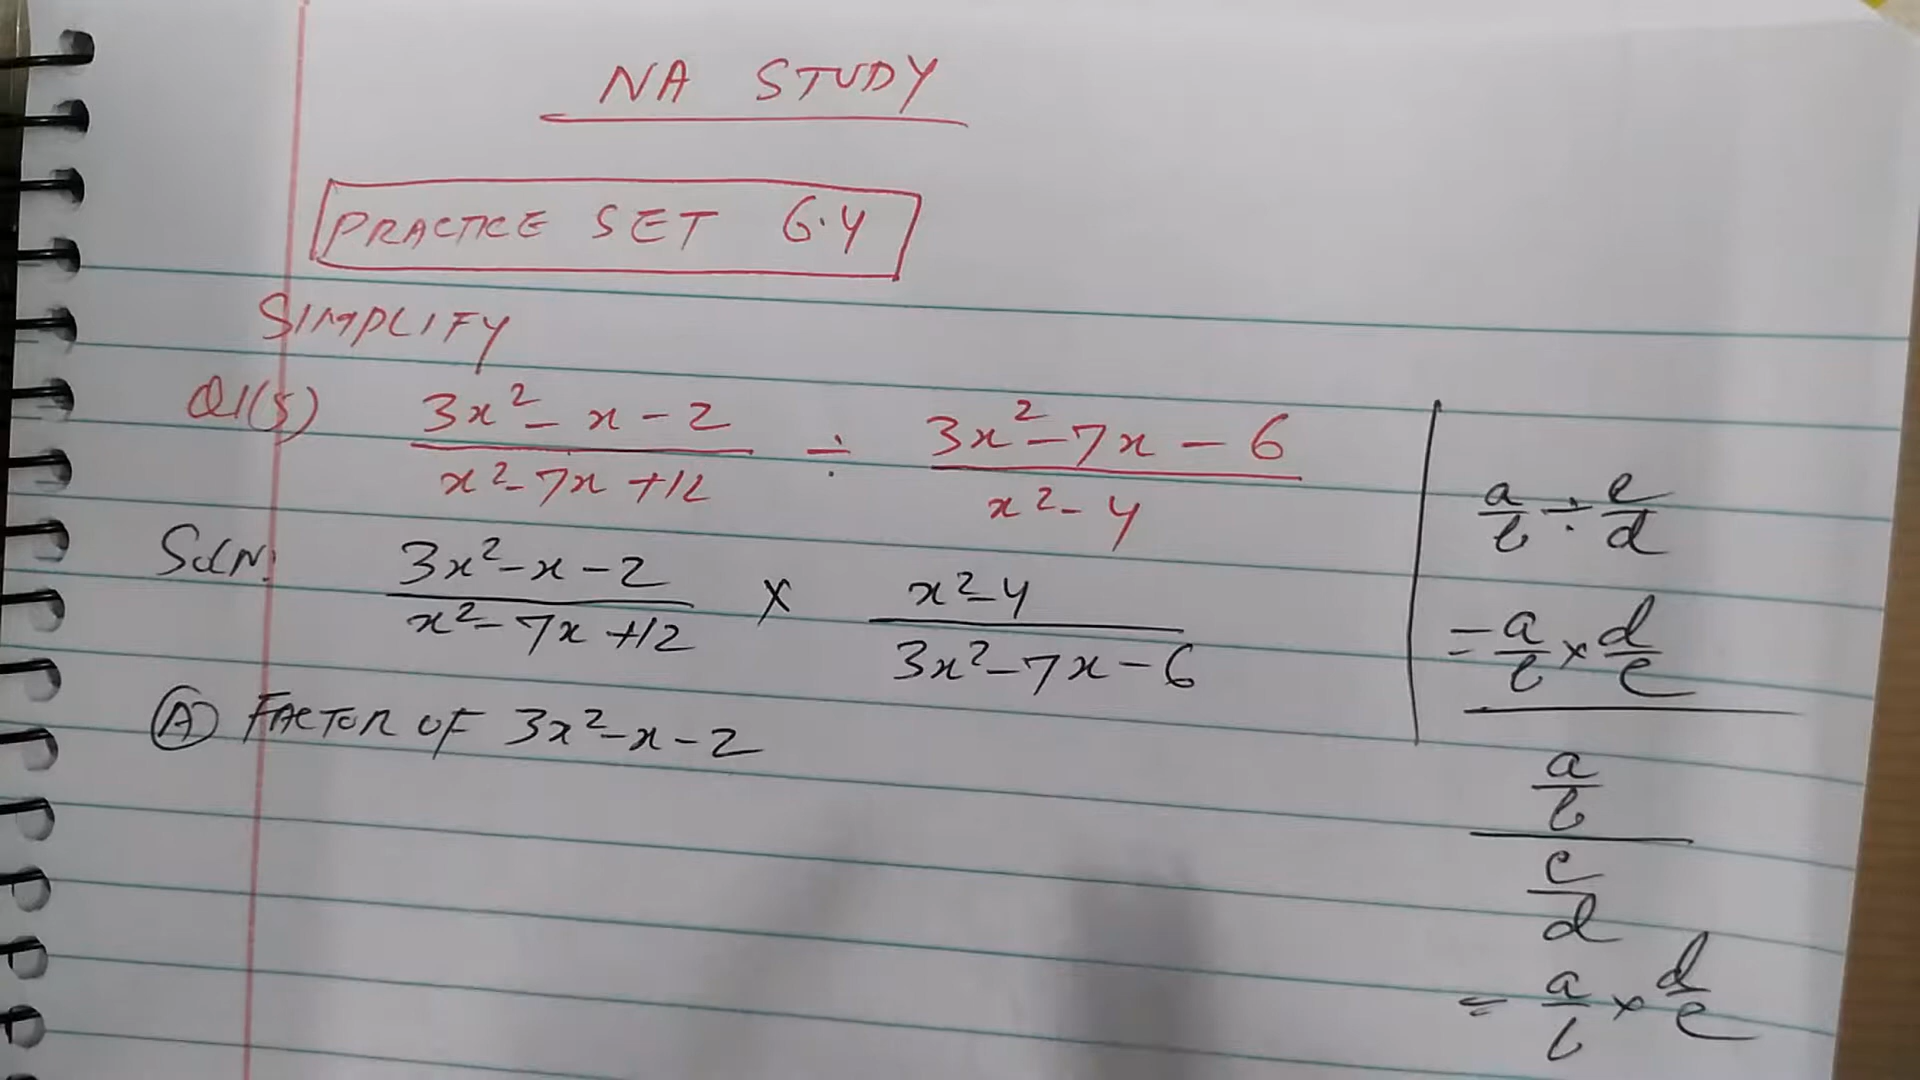 NA STUDY
PRACTICE SET 6.4
SIMPLIFY
Q1(5) 3x²-x-2 / x²-7x+12 ÷ 3x²-7x-6 / x²-4
SolN: 3x²-x-2 / x²-7x+12 × x²-4 / 3x²-7x-6
(A) FACTOR OF 3x²-x-2
a/b ÷ c/d
= a/b × d/c
a/b
c/d
= a/b × d/c